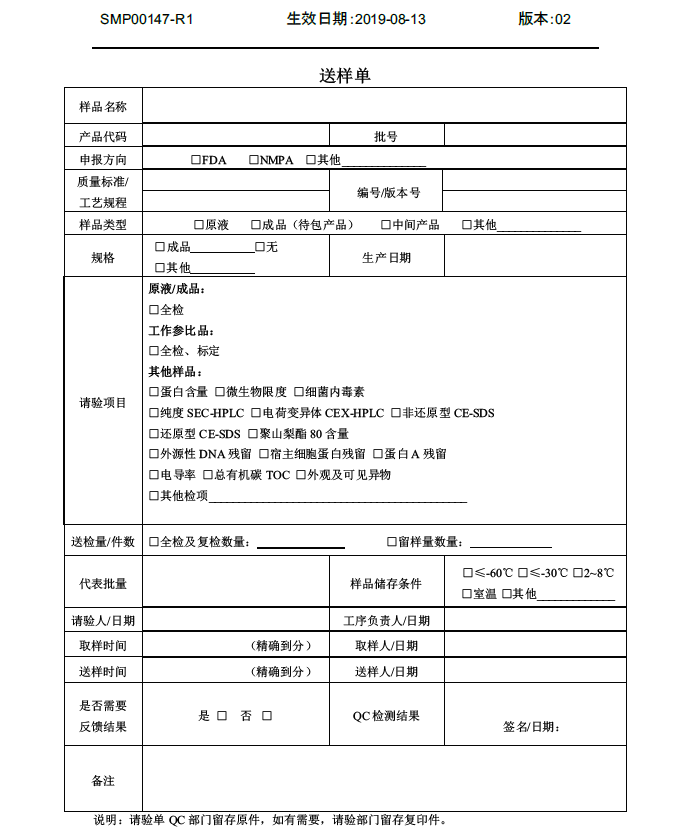 SMP00147-R1 生效日期:2019-08-13 版本:02
送样单
样品名称
产品代码 批号
申报方向 □FDA □NMPA □其他______________
质量标准/
工艺规程 编号/版本号
样品类型 □原液 □成品（待包产品） □中间产品 □其他______________
规格 □成品___________□无
□其他___________ 生产日期
请验项目
原液/成品：
□全检
工作参比品：
□全检、标定
其他样品：
□蛋白含量 □微生物限度 □细菌内毒素
□纯度 SEC-HPLC □电荷变异体 CEX-HPLC □非还原型 CE-SDS
□还原型 CE-SDS □聚山梨酯 80 含量
□外源性 DNA 残留 □宿主细胞蛋白残留 □蛋白 A 残留
□电导率 □总有机碳 TOC □外观及可见异物
□其他检项___________________________________________
送检量/件数 □全检及复检数量：______________ □留样量数量：______________
代表批量 样品储存条件 □≤-60℃ □≤-30℃ □2~8℃
□室温 □其他_____________
请验人/日期 工序负责人/日期
取样时间 （精确到分） 取样人/日期
送样时间 （精确到分） 送样人/日期
是否需要
反馈结果 是 □ 否 □ QC 检测结果 签名/日期：
备注
说明：请验单 QC 部门留存原件，如有需要，请验部门留存复印件。